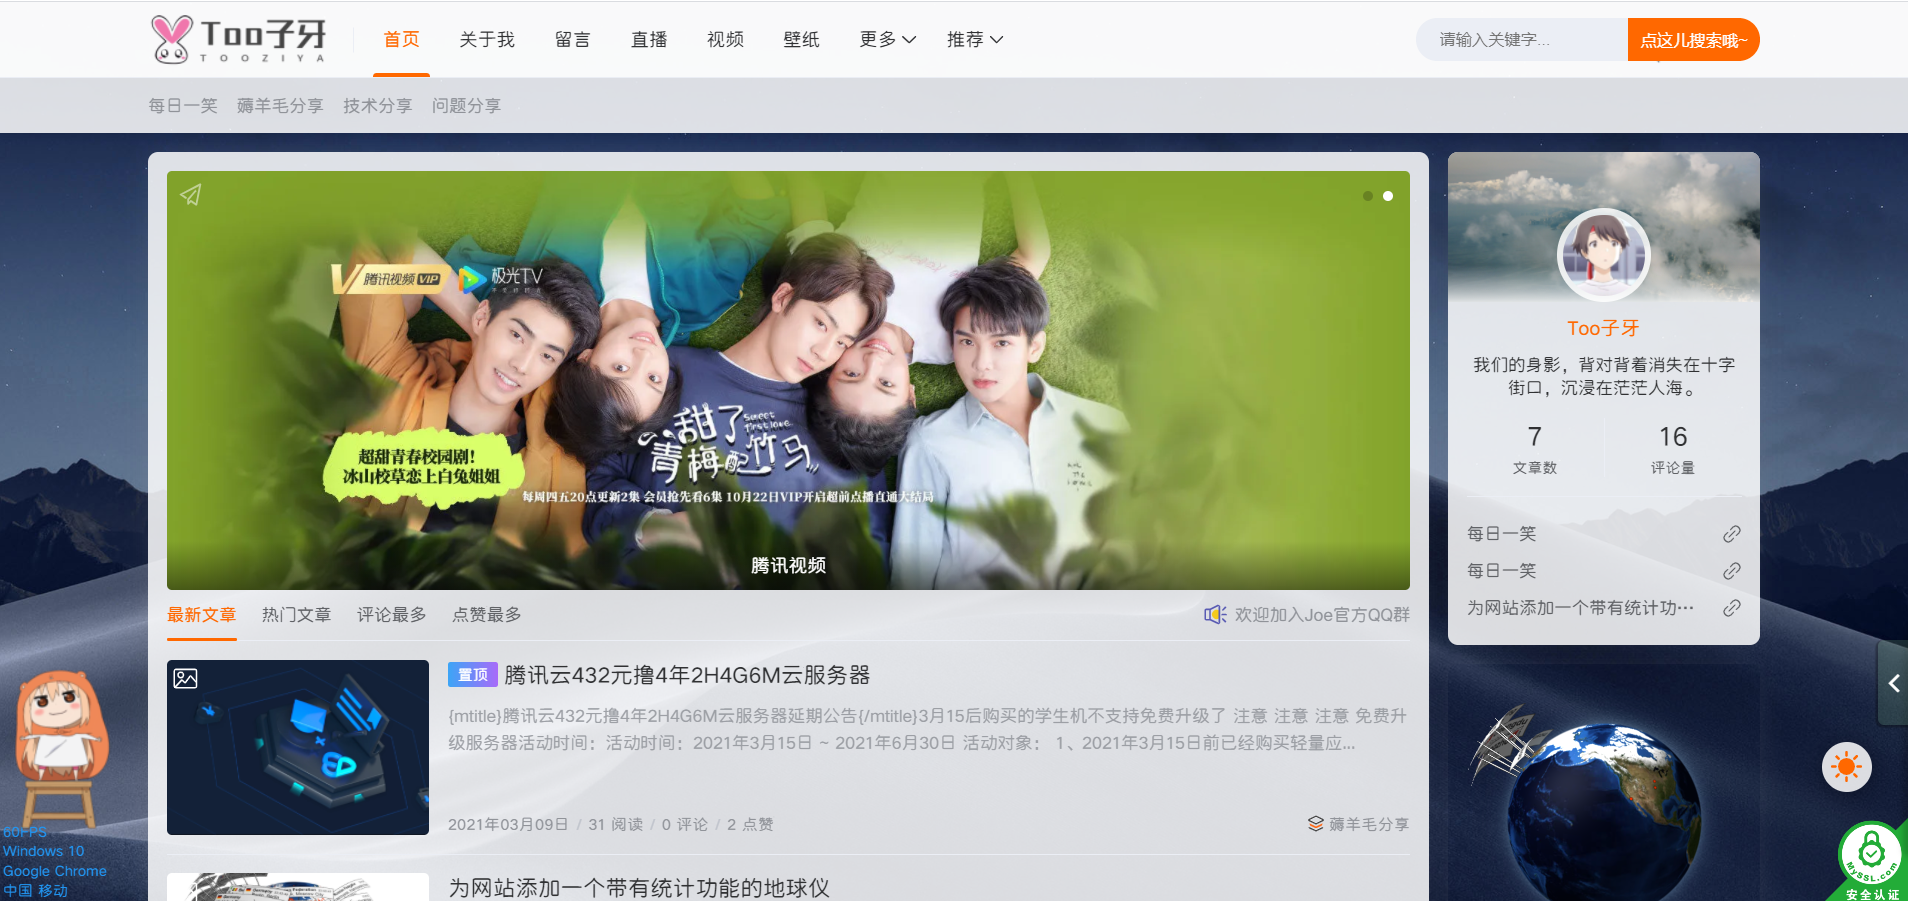 Too子牙
TOOZIYA
首页
关于我
留言
直播
视频
壁纸
更多
推荐
请输入关键字...
点这儿搜索哦~
每日一笑
薅羊毛分享
技术分享
问题分享
腾讯视频VIP
极光TV
甜了青梅配竹马
sweet first love
超甜青春校园剧!
冰山校草恋上白兔姐姐
每周四五20点更新2集 会员抢先看6集 10月22日VIP开启超前点播直通大结局
腾讯视频
Too子牙
我们的身影，背对背着消失在十字
街口，沉浸在茫茫人海。
7
16
文章数
评论量
每日一笑
每日一笑
为网站添加一个带有统计功···
最新文章
热门文章
评论最多
点赞最多
欢迎加入Joe官方QQ群
置顶
腾讯云432元撸4年2H4G6M云服务器
{mtitle}腾讯云432元撸4年2H4G6M云服务器延期公告{/mtitle}3月15后购买的学生机不支持免费升级了 注意 注意 注意 免费升
级服务器活动时间：活动时间：2021年3月15日 ~ 2021年6月30日 活动对象： 1、2021年3月15日前已经购买轻量应...
2021年03月09日 / 31 阅读 / 0 评论 / 2 点赞
薅羊毛分享
为网站添加一个带有统计功能的地球仪
60FPS
Windows 10
Google Chrome
中国 移动
MySSL.com
安全认证